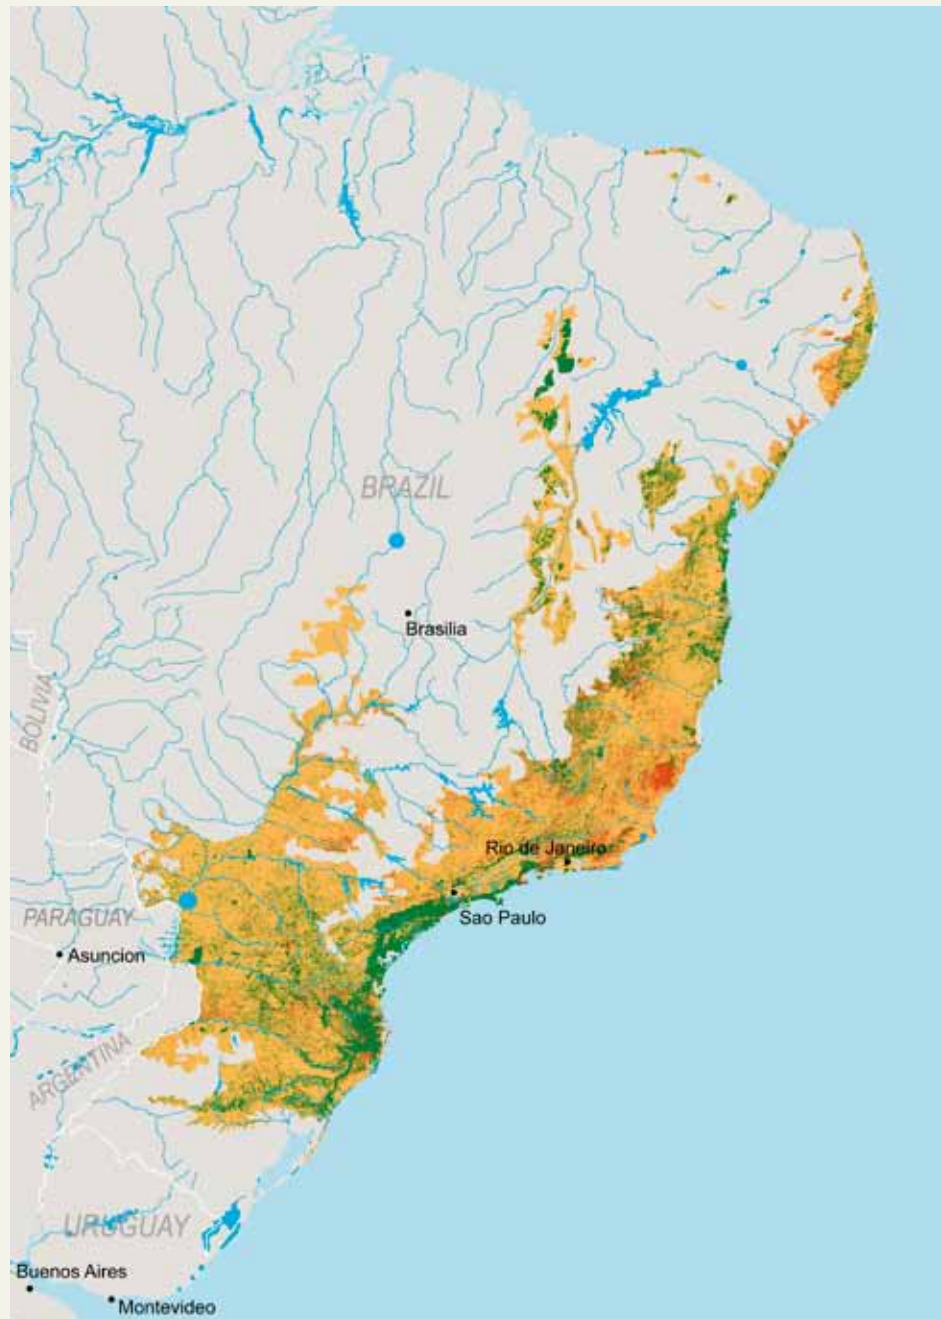 BRAZIL
Brasilia
BOLIVIA
Rio de Janeiro
Sao Paulo
PARAGUAY
Asuncion
ARGENTINA
URUGUAY
Buenos Aires
Montevideo